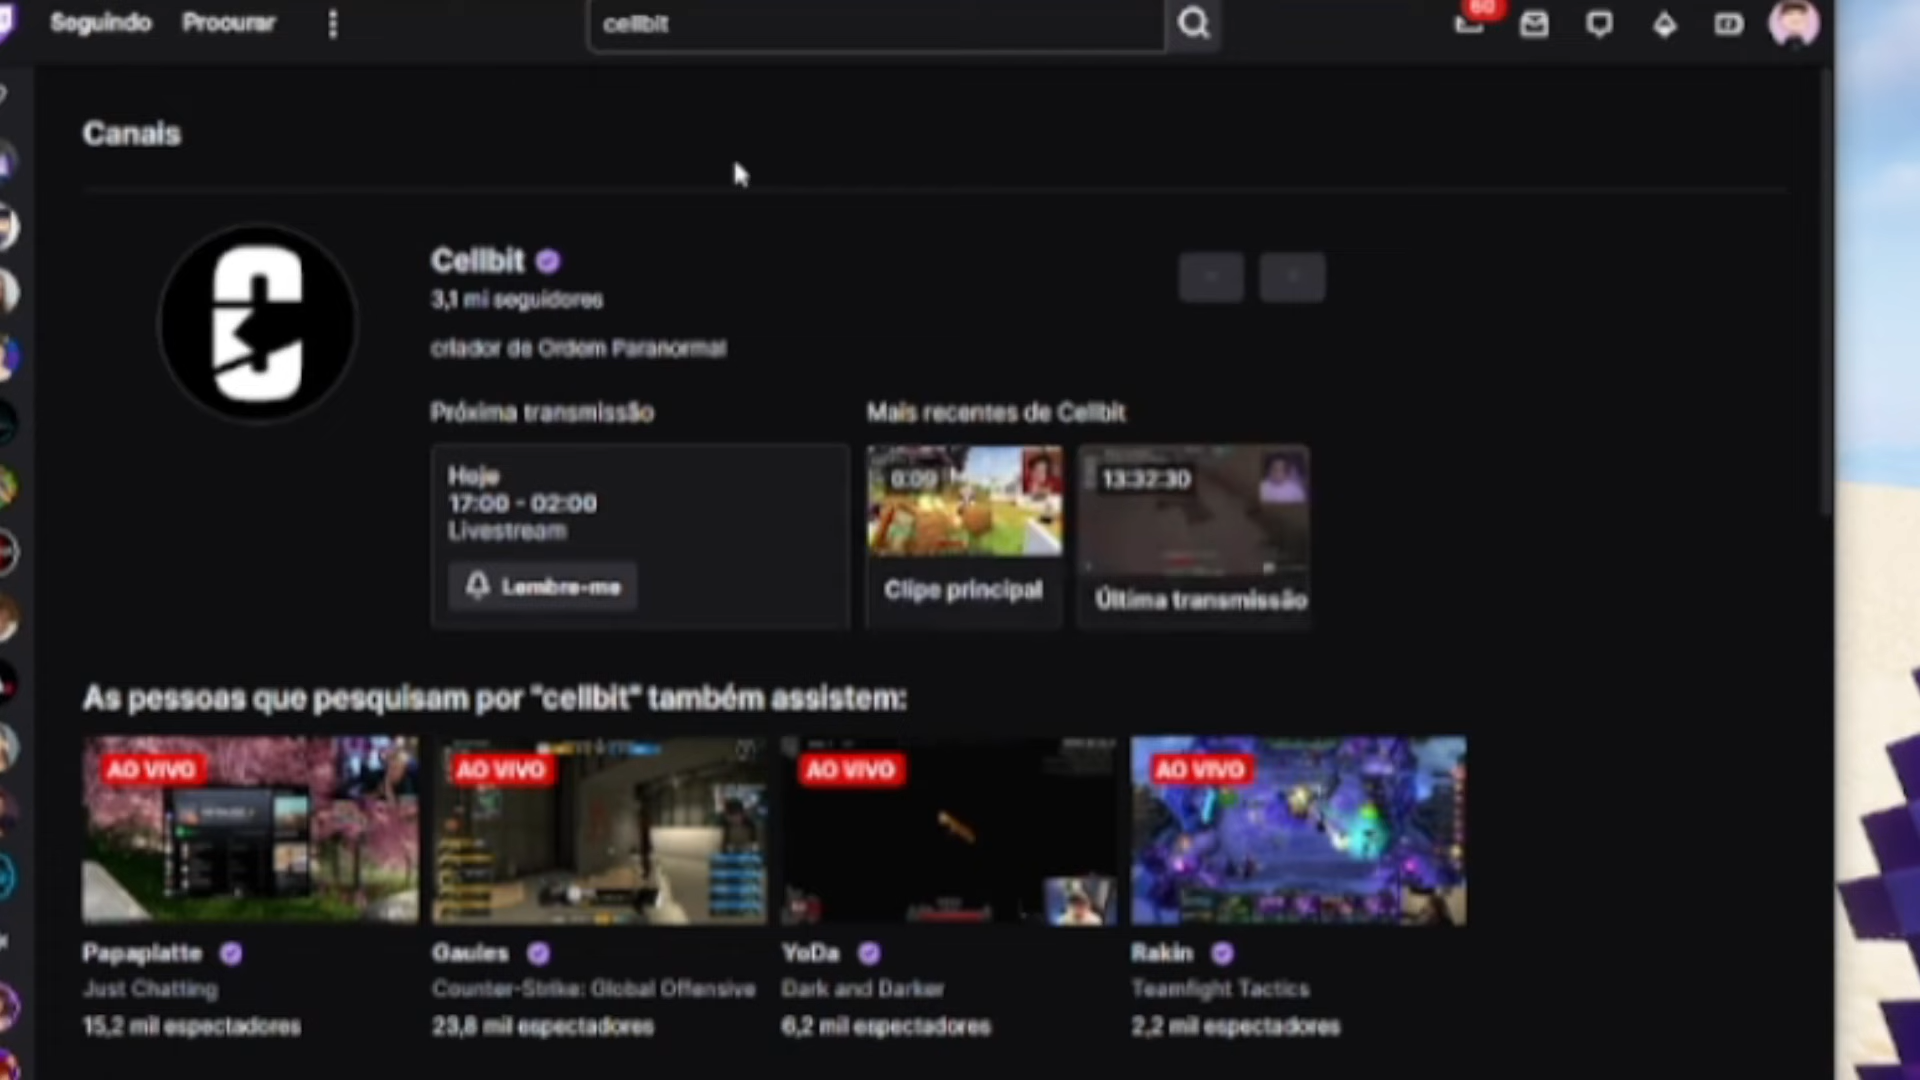 Seguindo Procurar
cellbit
60
Canais
Cellbit
3,1 mi seguidores
criador de Ordem Paranormal
Próxima transmissão
Mais recentes de Cellbit
Hoje
17:00 - 02:00
Livestream
Lembre-me
0:09
Clipe principal
13:32:30
Última transmissão
As pessoas que pesquisam por "cellbit" também assistem:
AO VIVO
AO VIVO
AO VIVO
AO VIVO
Papaplatte
Just Chatting
15,2 mil espectadores
Gaules
Counter-Strike: Global Offensive
23,8 mil espectadores
YoDa
Dark and Darker
6,2 mil espectadores
Rakin
Teamfight Tactics
2,2 mil espectadores